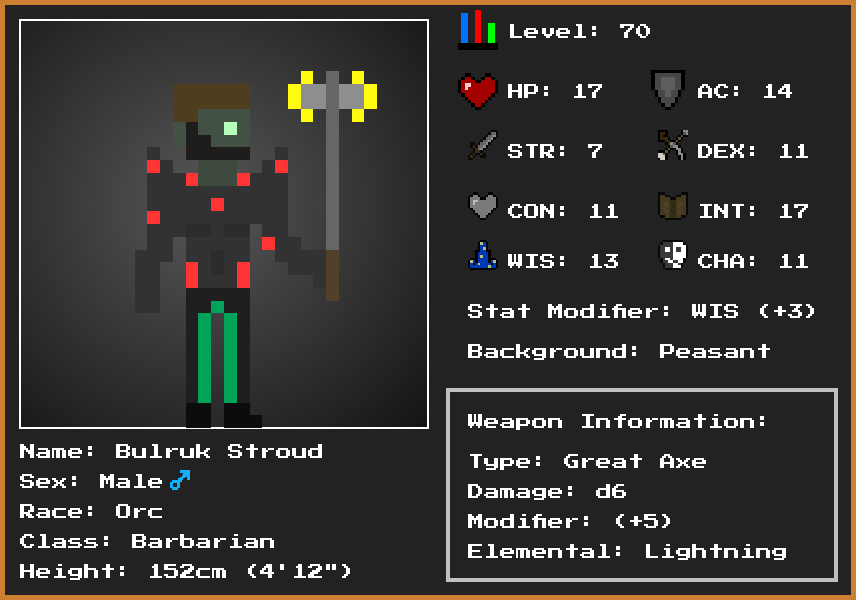 Level: 70
HP: 17
AC: 14
STR: 7
DEX: 11
CON: 11
INT: 17
WIS: 13
CHA: 11
Stat Modifier: WIS (+3)
Background: Peasant
Weapon Information:
Type: Great Axe
Damage: d6
Modifier: (+5)
Elemental: Lightning
Name: Bulruk Stroud
Sex: Male♂
Race: Orc
Class: Barbarian
Height: 152cm (4'12")